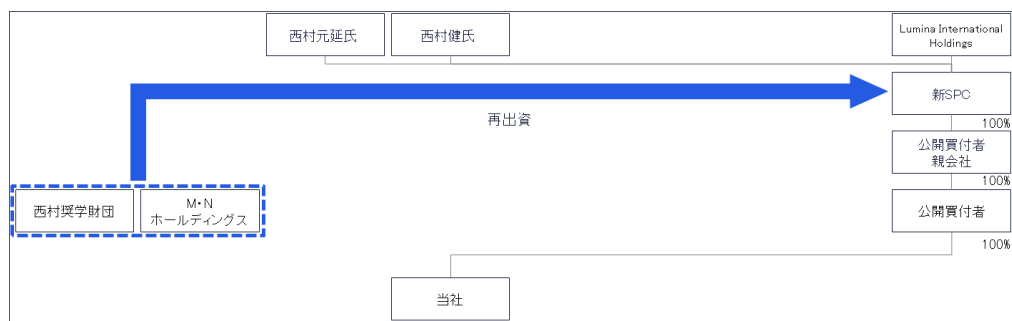 西村元延氏
西村健氏
Lumina International
Holdings
新SPC
再出資
100%
公開買付者
親会社
100%
西村奨学財団
M・N
ホールディングス
公開買付者
100%
当社